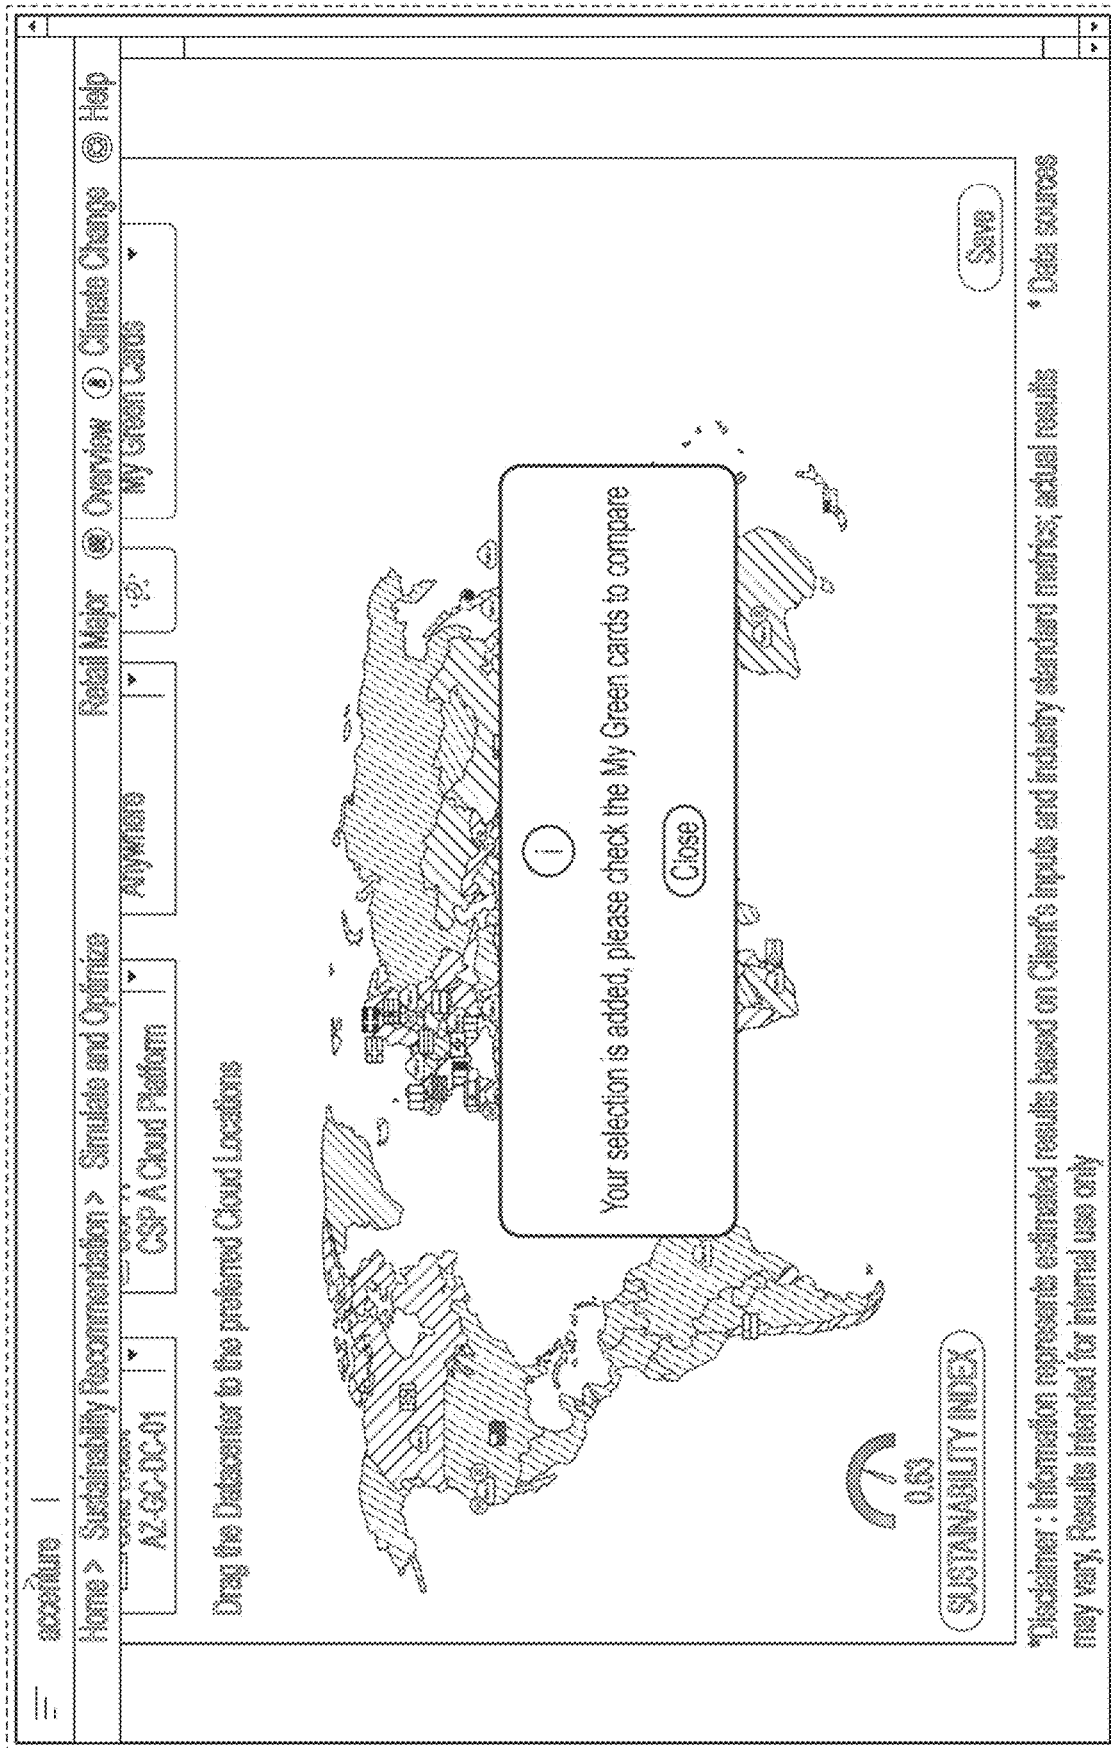 accenture
Home > Sustainability Recommendation > Simulate and Optimize
Retail Major Overview Climate Change Help
AZ-GC-DC-01
CSP A Cloud Platform
Anywhere
My Green Cards
Drag the Datacenter to the preferred Cloud Locations
i
Your selection is added, please check the My Green cards to compare
Close
0.63
SUSTAINABILITY INDEX
Save
*Disclaimer : Information represents estimated results based on Client's inputs and industry standard metrics; actual results
may vary, Results intended for internal use only
* Data sources